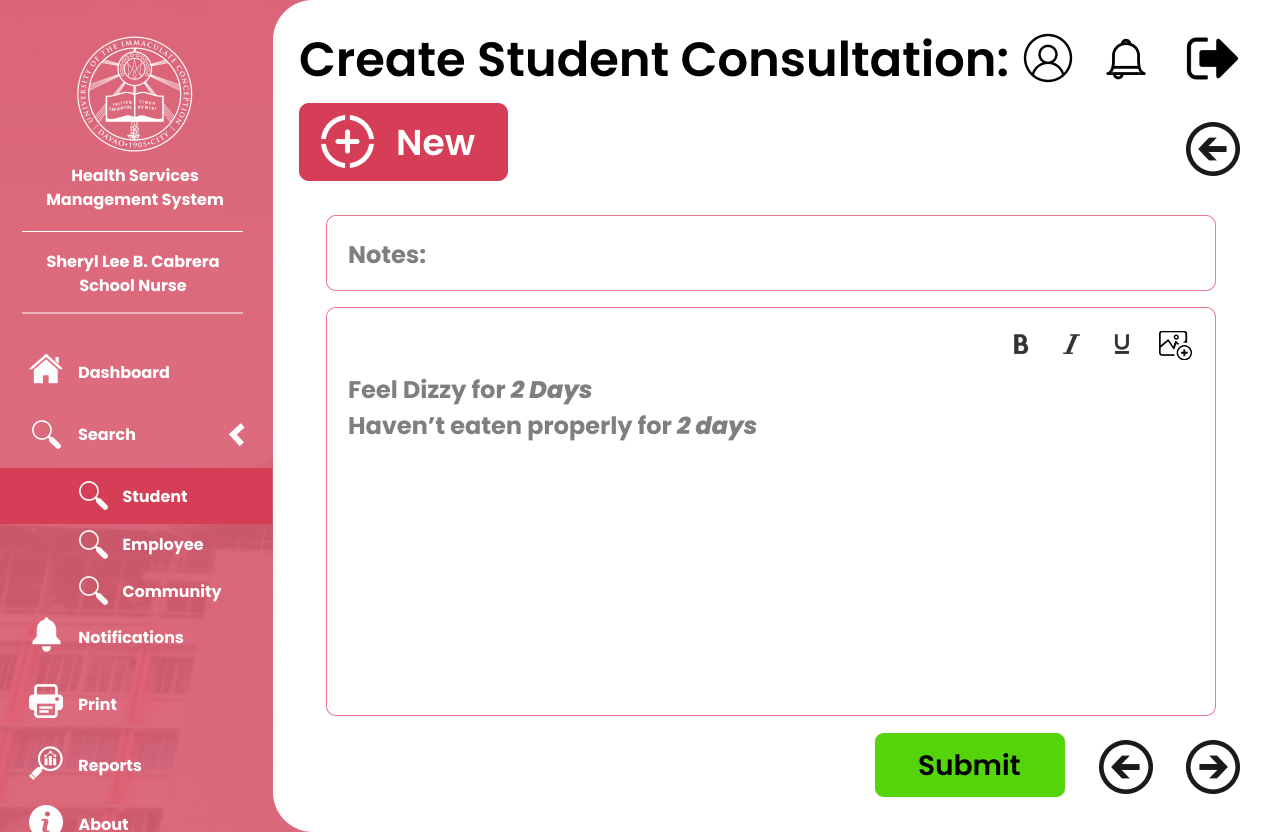 UNIVERSITY OF THE IMMACULATE CONCEPTION
DAVAO • 1905 • CITY
Health Services
Management System
Sheryl Lee B. Cabrera
School Nurse
Dashboard
Search
Student
Employee
Community
Notifications
Print
Reports
About
Create Student Consultation:
New
Notes:
B I U
Feel Dizzy for 2 Days
Haven’t eaten properly for 2 days
Submit